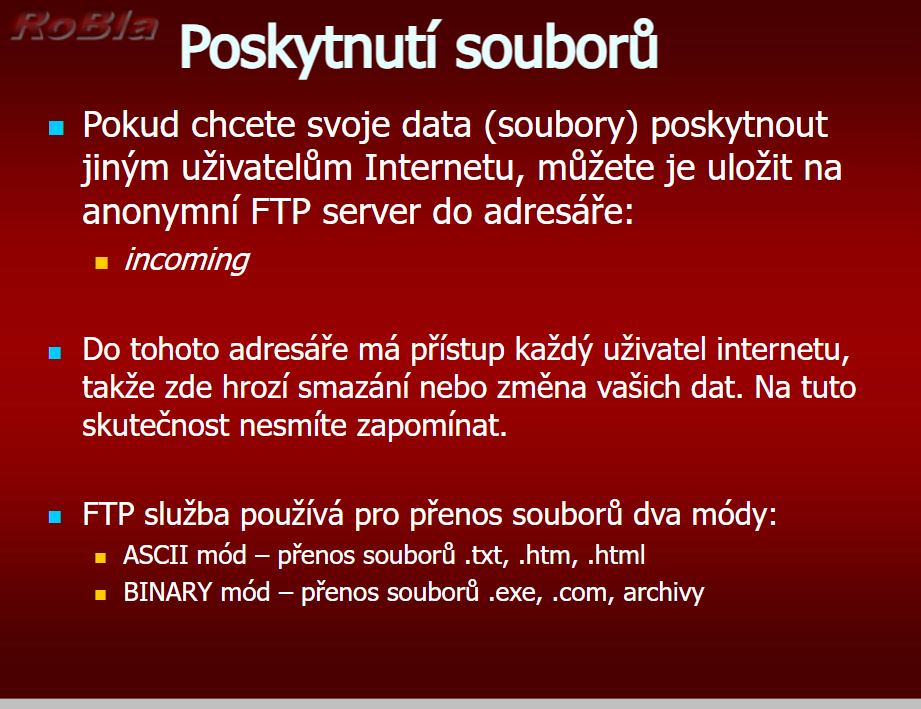 RoBla
Poskytnutí souborů
Pokud chcete svoje data (soubory) poskytnout
jiným uživatelům Internetu, můžete je uložit na
anonymní FTP server do adresáře:
incoming
Do tohoto adresáře má přístup každý uživatel internetu,
takže zde hrozí smazání nebo změna vašich dat. Na tuto
skutečnost nesmíte zapomínat.
FTP služba používá pro přenos souborů dva módy:
ASCII mód – přenos souborů .txt, .htm, .html
BINARY mód – přenos souborů .exe, .com, archivy